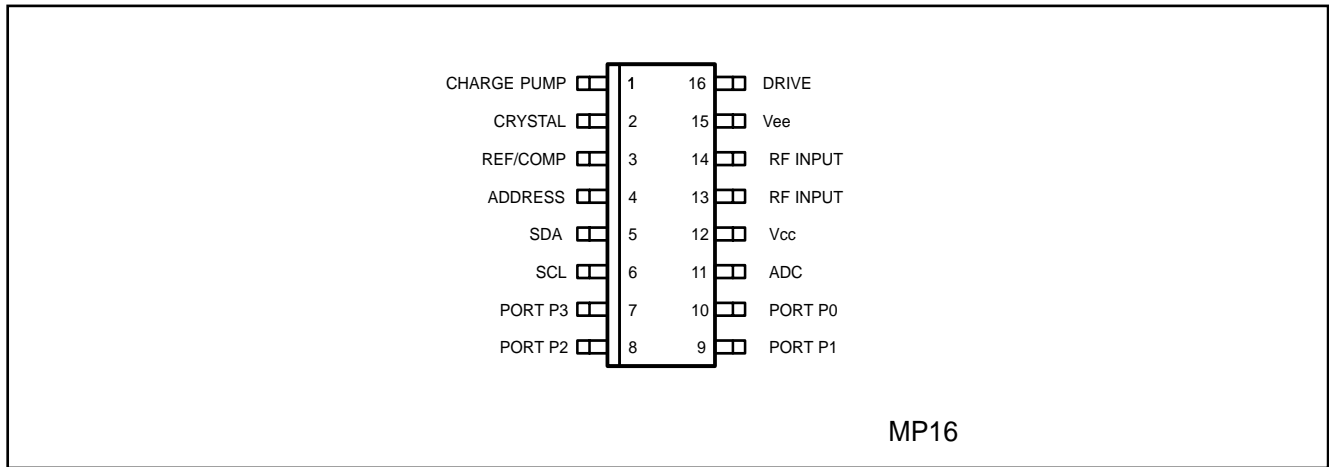 CHARGE PUMP 1 16 DRIVE
CRYSTAL 2 15 Vee
REF/COMP 3 14 RF INPUT
ADDRESS 4 13 RF INPUT
SDA 5 12 Vcc
SCL 6 11 ADC
PORT P3 7 10 PORT P0
PORT P2 8 9 PORT P1
MP16